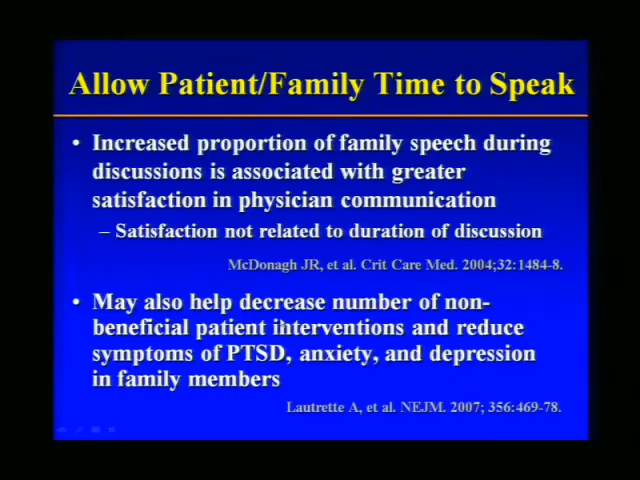 Allow Patient/Family Time to Speak
• Increased proportion of family speech during
discussions is associated with greater
satisfaction in physician communication
– Satisfaction not related to duration of discussion
McDonagh JR, et al. Crit Care Med. 2004;32:1484-8.
• May also help decrease number of non-
beneficial patient interventions and reduce
symptoms of PTSD, anxiety, and depression
in family members
Lautrette A, et al. NEJM. 2007; 356:469-78.